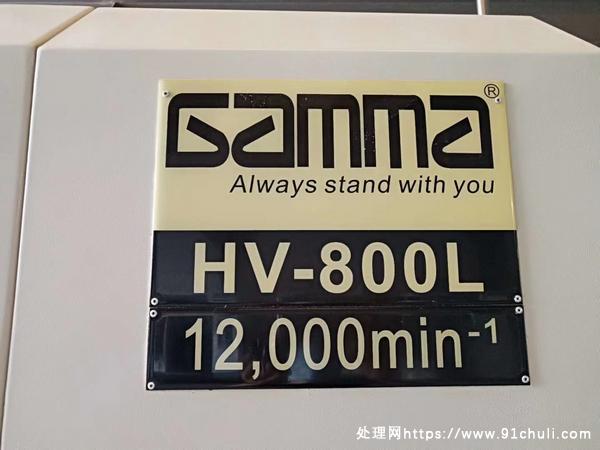 GAMMA®
Always stand with you
HV-800L
12,000min⁻¹
处理网https://www.91chuli.com